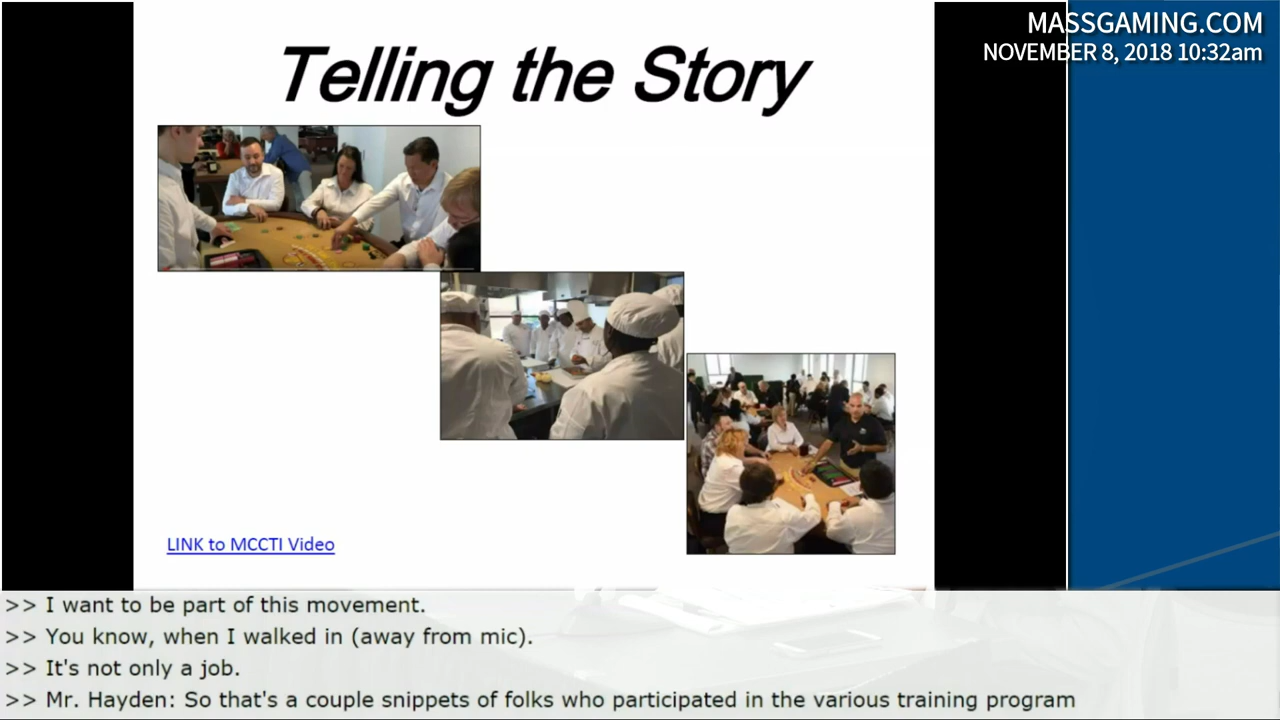 MASSGAMING.COM
NOVEMBER 8, 2018 10:32am
Telling the Story
LINK to MCCTI Video
>> I want to be part of this movement.
>> You know, when I walked in (away from mic).
>> It's not only a job.
>> Mr. Hayden: So that's a couple snippets of folks who participated in the various training program